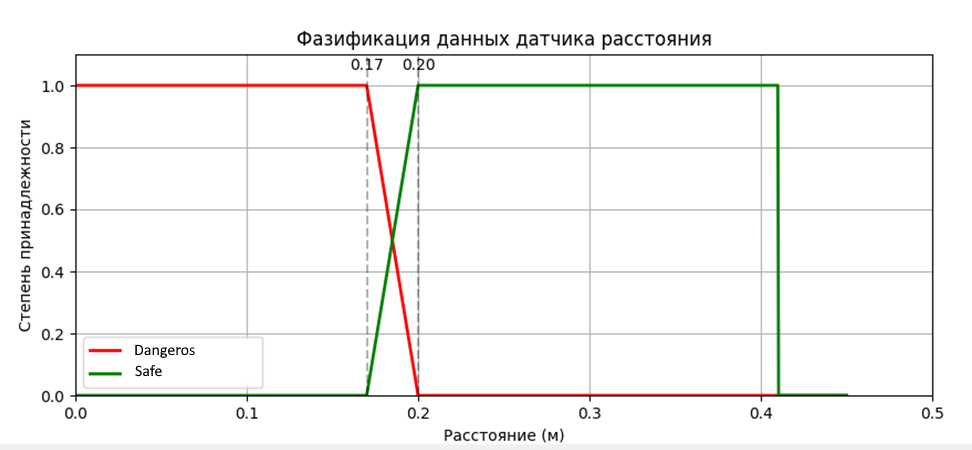 Фазификация данных датчика расстояния
0.17 0.20
1.0
0.8
0.6
0.4
0.2
0.0
Степень принадлежности
Dangeros
Safe
0.0 0.1 0.2 0.3 0.4 0.5
Расстояние (м)